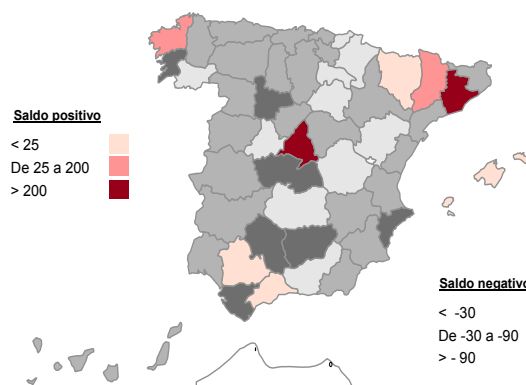 Saldo positivo
< 25
De 25 a 200
> 200
Saldo negativo
< -30
De -30 a -90
> - 90